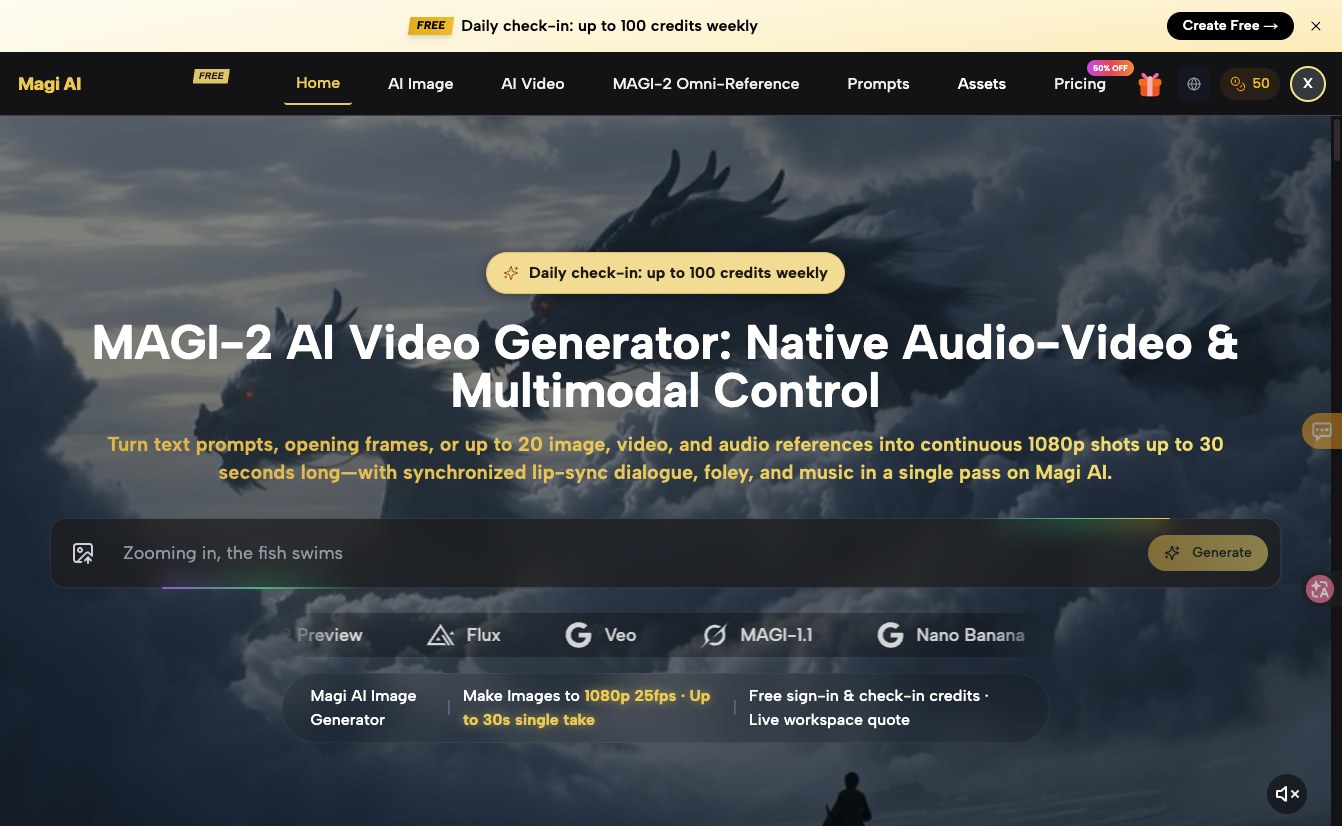 FREE Daily check-in: up to 100 credits weekly
Create Free →
Magi AI
FREE
Home
AI Image
AI Video
MAGI-2 Omni-Reference
Prompts
Assets
Pricing
50% OFF
50
X
Daily check-in: up to 100 credits weekly
MAGI-2 AI Video Generator: Native Audio-Video &
Multimodal Control
Turn text prompts, opening frames, or up to 20 image, video, and audio references into continuous 1080p shots up to 30
seconds long—with synchronized lip-sync dialogue, foley, and music in a single pass on Magi AI.
Zooming in, the fish swims
Generate
Preview
Flux
Veo
MAGI-1.1
Nano Banana
Magi AI Image
Generator
Make Images to 1080p 25fps · Up
to 30s single take
Free sign-in & check-in credits ·
Live workspace quote